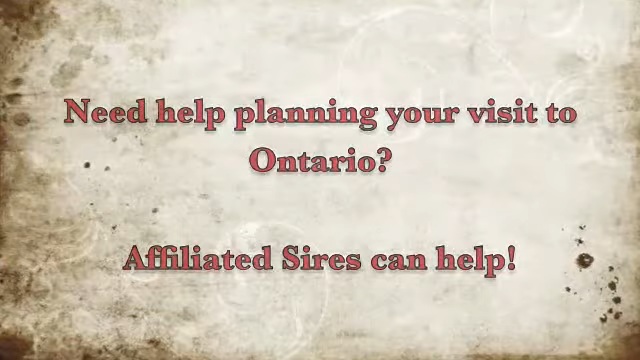 Need help planning your visit to
Ontario?
Affiliated Sires can help!